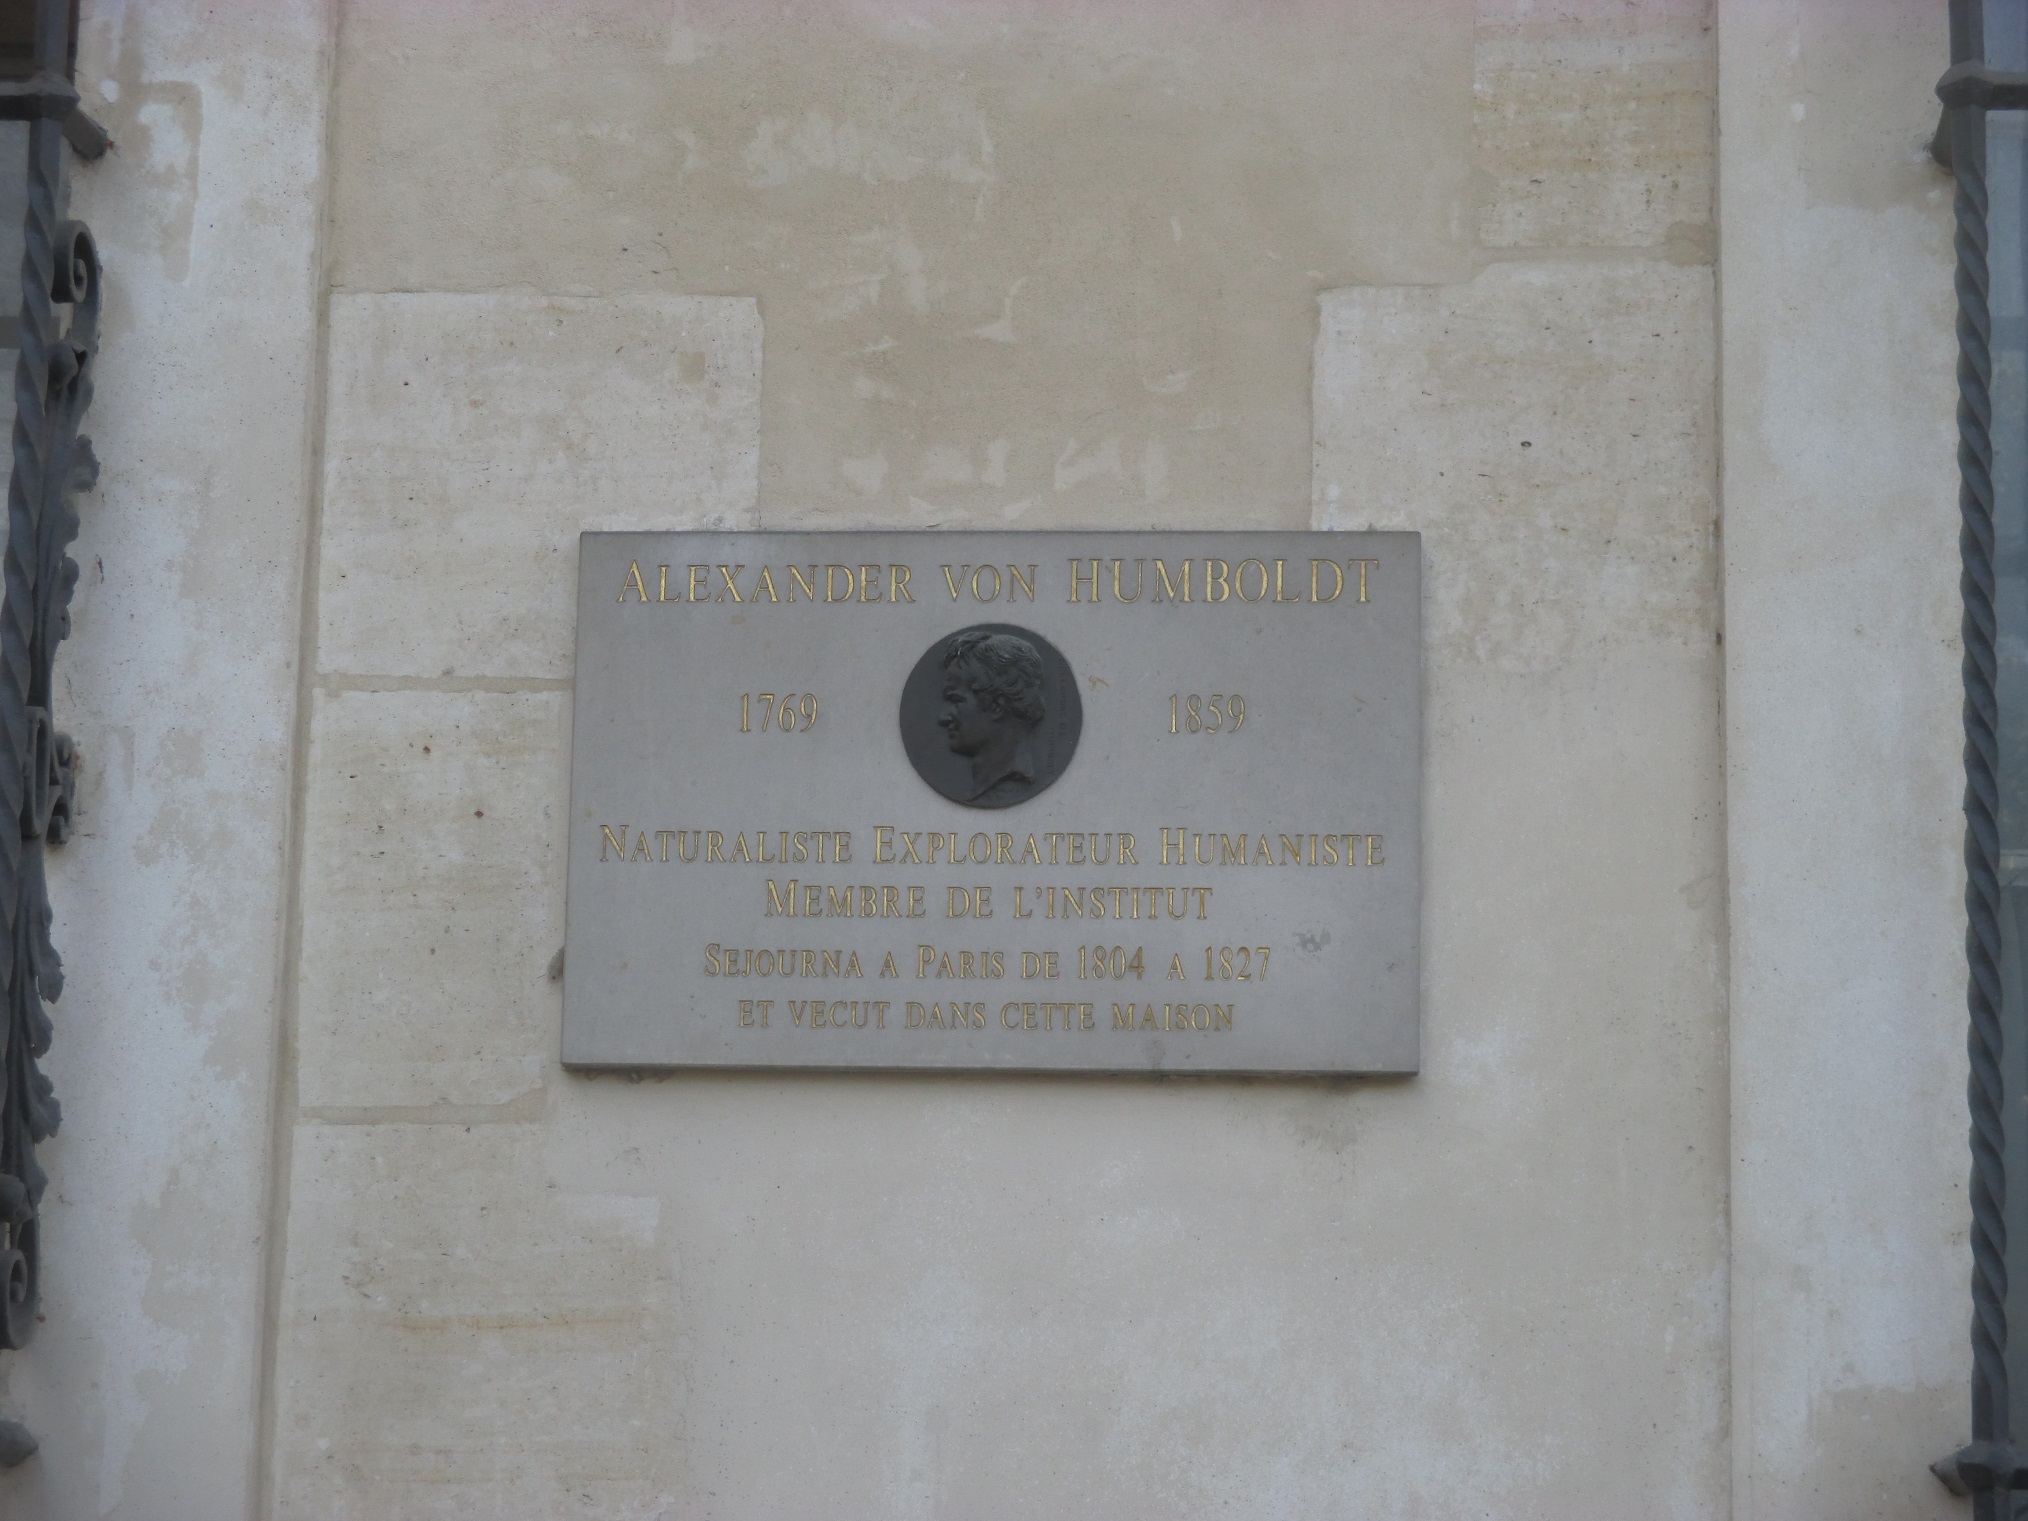 ALEXANDER VON HUMBOLDT
1769 1859
NATURALISTE EXPLORATEUR HUMANISTE
MEMBRE DE L'INSTITUT
SEJOURNA A PARIS DE 1804 A 1827
ET VECUT DANS CETTE MAISON